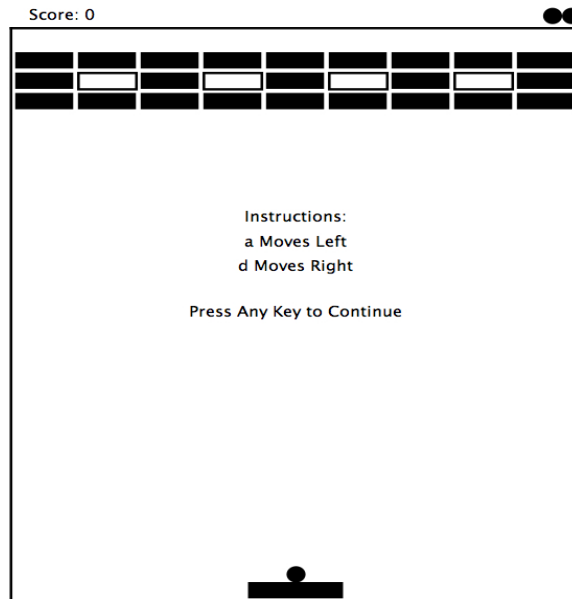 Score: 0
Instructions:
a Moves Left
d Moves Right
Press Any Key to Continue